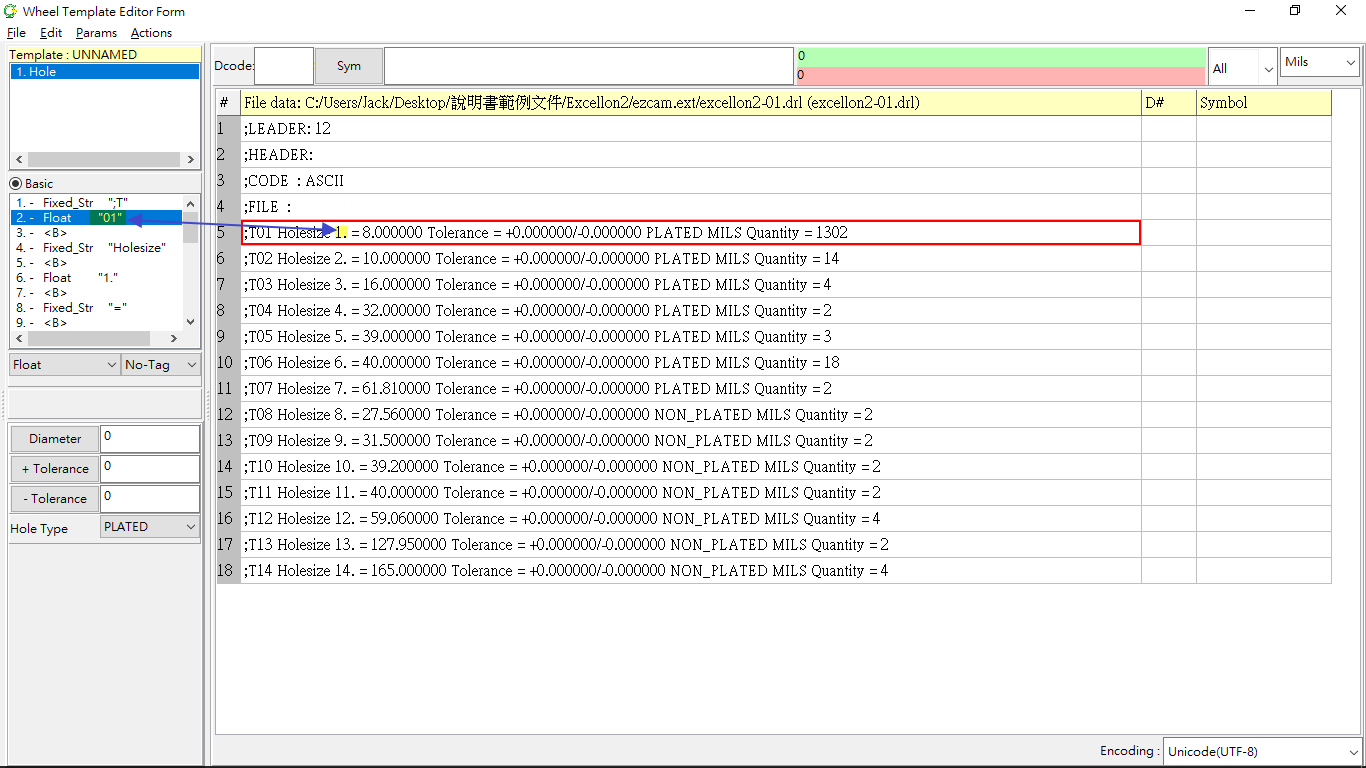 Wheel Template Editor Form
File Edit Params Actions
Template : UNNAMED
1. Hole
Basic
1. - Fixed_Str ";T"
2. - Float "01"
3. - <B>
4. - Fixed_Str "Holesize"
5. - <B>
6. - Float "1."
7. - <B>
8. - Fixed_Str "="
9. - <B>
Float No-Tag
Diameter 0
+ Tolerance 0
- Tolerance 0
Hole Type PLATED
Dcode: Sym
0
0
All
Mils
# File data: C:/Users/Jack/Desktop/說明書範例文件/Excellon2/ezcam.ext/excellon2-01.drl (excellon2-01.drl) D# Symbol
1 ;LEADER: 12
2 ;HEADER:
3 ;CODE : ASCII
4 ;FILE :
5 ;T01 Holesize 1. = 8.000000 Tolerance = +0.000000/-0.000000 PLATED MILS Quantity = 1302
6 ;T02 Holesize 2. = 10.000000 Tolerance = +0.000000/-0.000000 PLATED MILS Quantity = 14
7 ;T03 Holesize 3. = 16.000000 Tolerance = +0.000000/-0.000000 PLATED MILS Quantity = 4
8 ;T04 Holesize 4. = 32.000000 Tolerance = +0.000000/-0.000000 PLATED MILS Quantity = 2
9 ;T05 Holesize 5. = 39.000000 Tolerance = +0.000000/-0.000000 PLATED MILS Quantity = 3
10 ;T06 Holesize 6. = 40.000000 Tolerance = +0.000000/-0.000000 PLATED MILS Quantity = 18
11 ;T07 Holesize 7. = 61.810000 Tolerance = +0.000000/-0.000000 PLATED MILS Quantity = 2
12 ;T08 Holesize 8. = 27.560000 Tolerance = +0.000000/-0.000000 NON_PLATED MILS Quantity = 2
13 ;T09 Holesize 9. = 31.500000 Tolerance = +0.000000/-0.000000 NON_PLATED MILS Quantity = 2
14 ;T10 Holesize 10. = 39.200000 Tolerance = +0.000000/-0.000000 NON_PLATED MILS Quantity = 2
15 ;T11 Holesize 11. = 40.000000 Tolerance = +0.000000/-0.000000 NON_PLATED MILS Quantity = 2
16 ;T12 Holesize 12. = 59.060000 Tolerance = +0.000000/-0.000000 NON_PLATED MILS Quantity = 4
17 ;T13 Holesize 13. = 127.950000 Tolerance = +0.000000/-0.000000 NON_PLATED MILS Quantity = 2
18 ;T14 Holesize 14. = 165.000000 Tolerance = +0.000000/-0.000000 NON_PLATED MILS Quantity = 4
Encoding : Unicode(UTF-8)